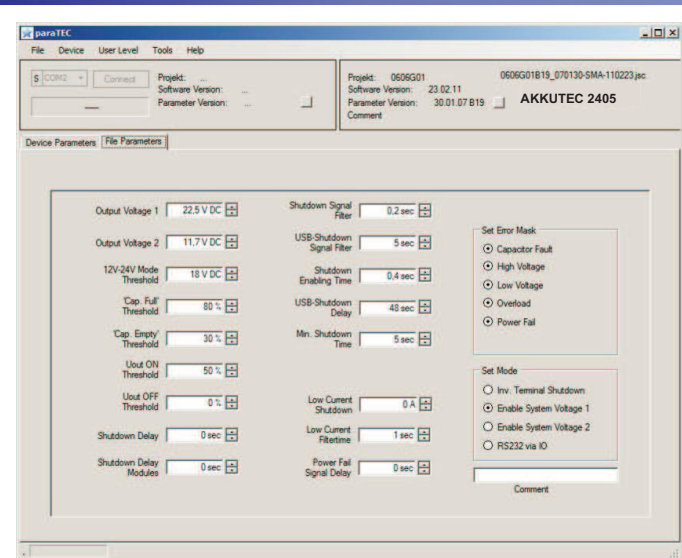 paraTEC
File Device User Level Tools Help
$ COM2 Connect
Projekt: ...
Software Version: ...
Parameter Version: ...
Projekt: 0606G01 0606G01B19_070130-SMA-110223.jsc
Software Version: 23.02.11
Parameter Version: 30.01.07 B19 AKKUTEC 2405
Comment
Device Parameters File Parameters
Output Voltage 1 22,5 V DC
Output Voltage 2 11,7 V DC
12V-24V Mode
Threshold 18 V DC
'Cap. Full'
Threshold 80 %
'Cap. Empty'
Threshold 30 %
Uout ON
Threshold 50 %
Uout OFF
Threshold 0 %
Shutdown Delay 0 sec
Shutdown Delay
Modules 0 sec
Shutdown Signal
Filter 0,2 sec
USB-Shutdown
Signal Filter 5 sec
Shutdown
Enabling Time 0,4 sec
USB-Shutdown
Delay 48 sec
Min. Shutdown
Time 5 sec
Low Current
Shutdown 0 A
Low Current
Filtertime 1 sec
Power Fail
Signal Delay 0 sec
Set Error Mask
Capacitor Fault
High Voltage
Low Voltage
Overload
Power Fail
Set Mode
Inv. Terminal Shutdown
Enable System Voltage 1
Enable System Voltage 2
RS232 via IO
Comment